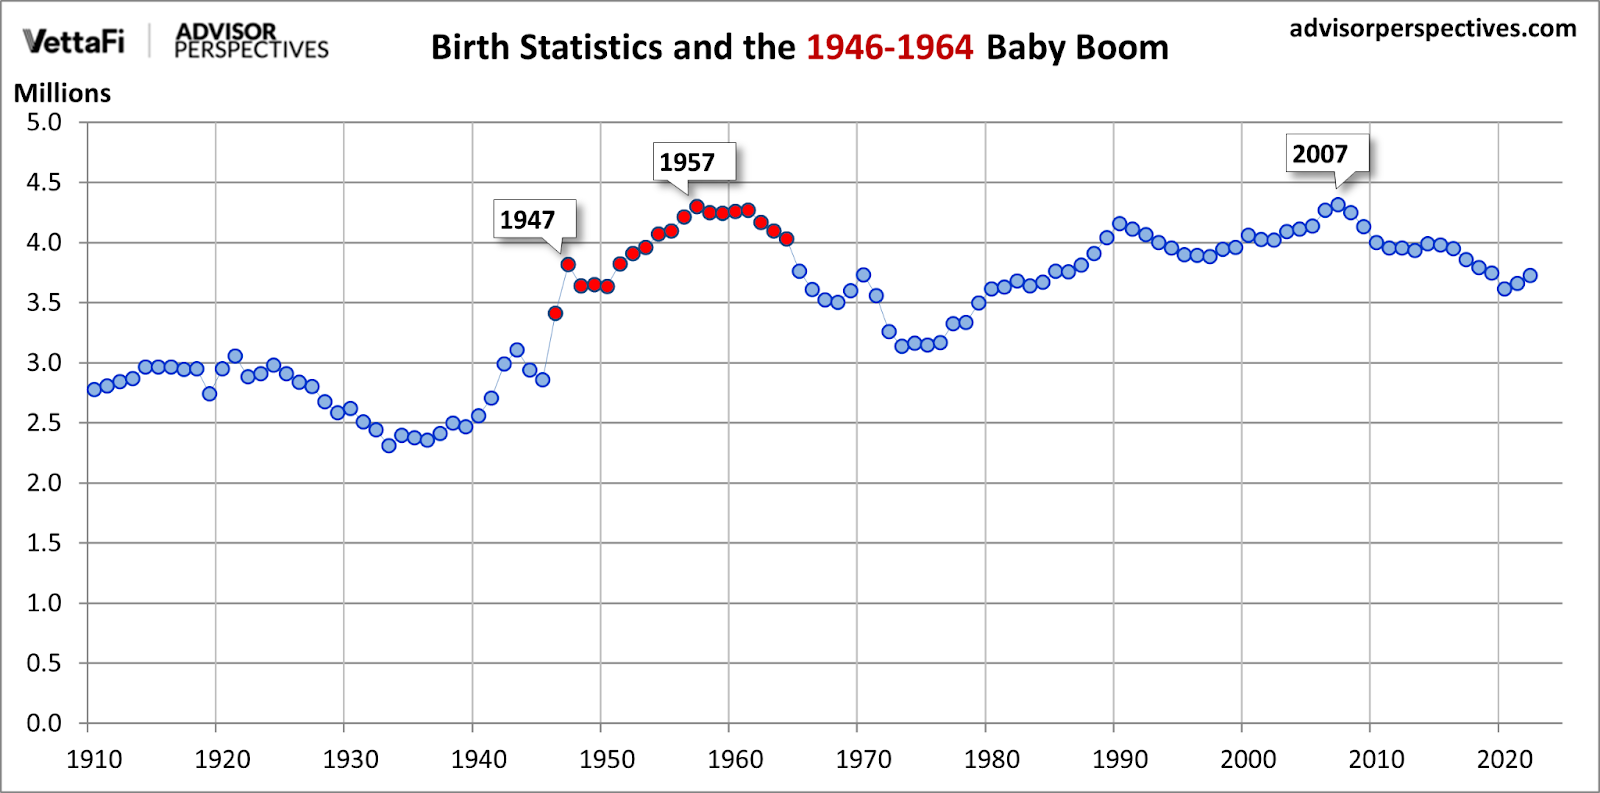 VettaFi
ADVISOR
PERSPECTIVES
Birth Statistics and the 1946-1964 Baby Boom
advisorperspectives.com
Millions
5.0
4.5
4.0
3.5
3.0
2.5
2.0
1.5
1.0
0.5
0.0
1947
1957
2007
1910 1920 1930 1940 1950 1960 1970 1980 1990 2000 2010 2020